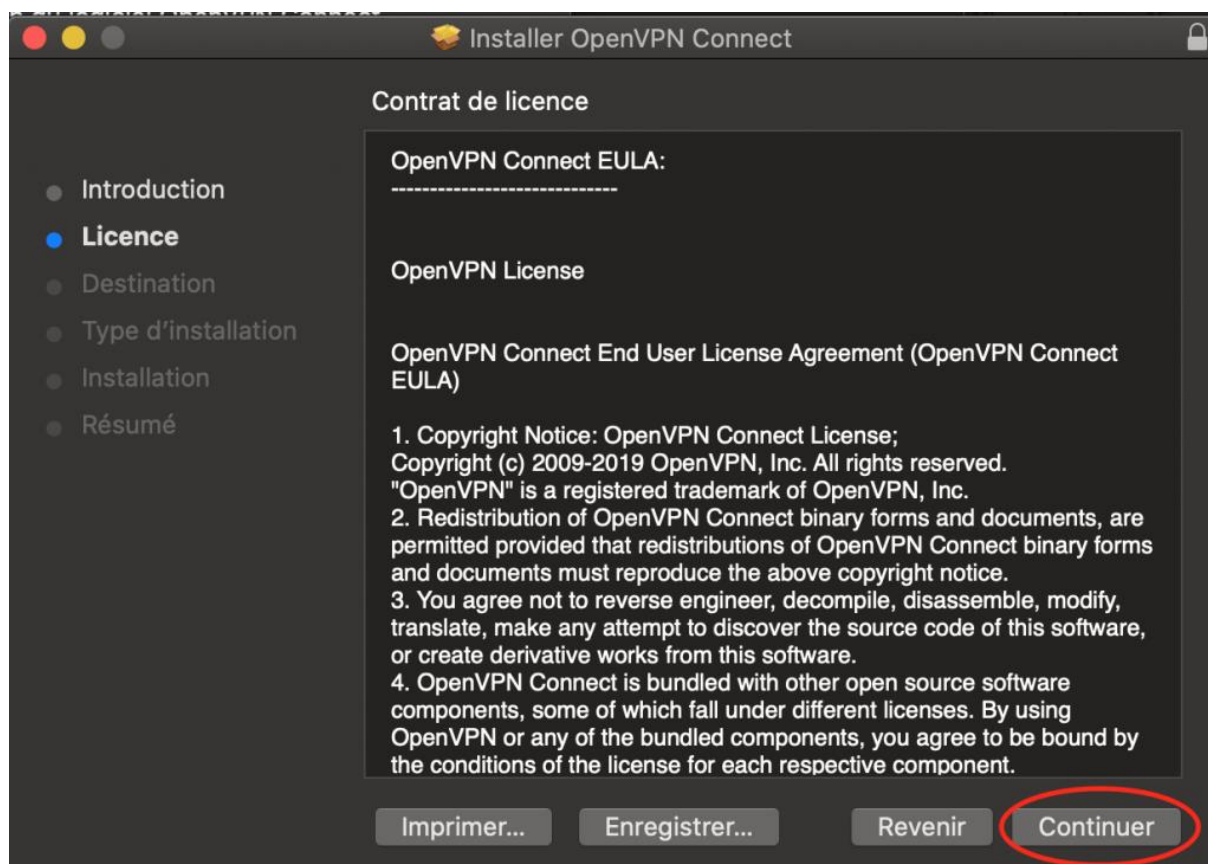 Installer OpenVPN Connect
Contrat de licence
Introduction
Licence
Destination
Type d'installation
Installation
Résumé
OpenVPN Connect EULA:
-----------------------------
OpenVPN License
OpenVPN Connect End User License Agreement (OpenVPN Connect
EULA)
1. Copyright Notice: OpenVPN Connect License;
Copyright (c) 2009-2019 OpenVPN, Inc. All rights reserved.
"OpenVPN" is a registered trademark of OpenVPN, Inc.
2. Redistribution of OpenVPN Connect binary forms and documents, are
permitted provided that redistributions of OpenVPN Connect binary forms
and documents must reproduce the above copyright notice.
3. You agree not to reverse engineer, decompile, disassemble, modify,
translate, make any attempt to discover the source code of this software,
or create derivative works from this software.
4. OpenVPN Connect is bundled with other open source software
components, some of which fall under different licenses. By using
OpenVPN or any of the bundled components, you agree to be bound by
the conditions of the license for each respective component.
Imprimer... Enregistrer... Revenir Continuer